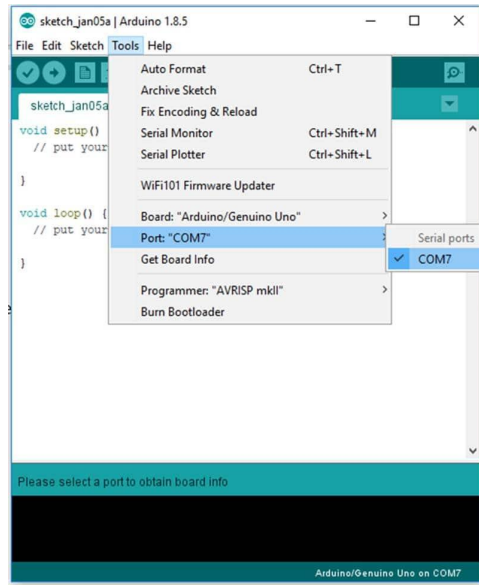 sketch_jan05a | Arduino 1.8.5
File Edit Sketch Tools Help
sketch_jan05a
void setup()
// put your
}
void loop() {
// put your
}
Auto Format Ctrl+T
Archive Sketch
Fix Encoding & Reload
Serial Monitor Ctrl+Shift+M
Serial Plotter Ctrl+Shift+L
WiFi101 Firmware Updater
Board: "Arduino/Genuino Uno"
Port: "COM7"
Get Board Info
Programmer: "AVRISP mkII"
Burn Bootloader
Serial ports
COM7
Please select a port to obtain board info
Arduino/Genuino Uno on COM7